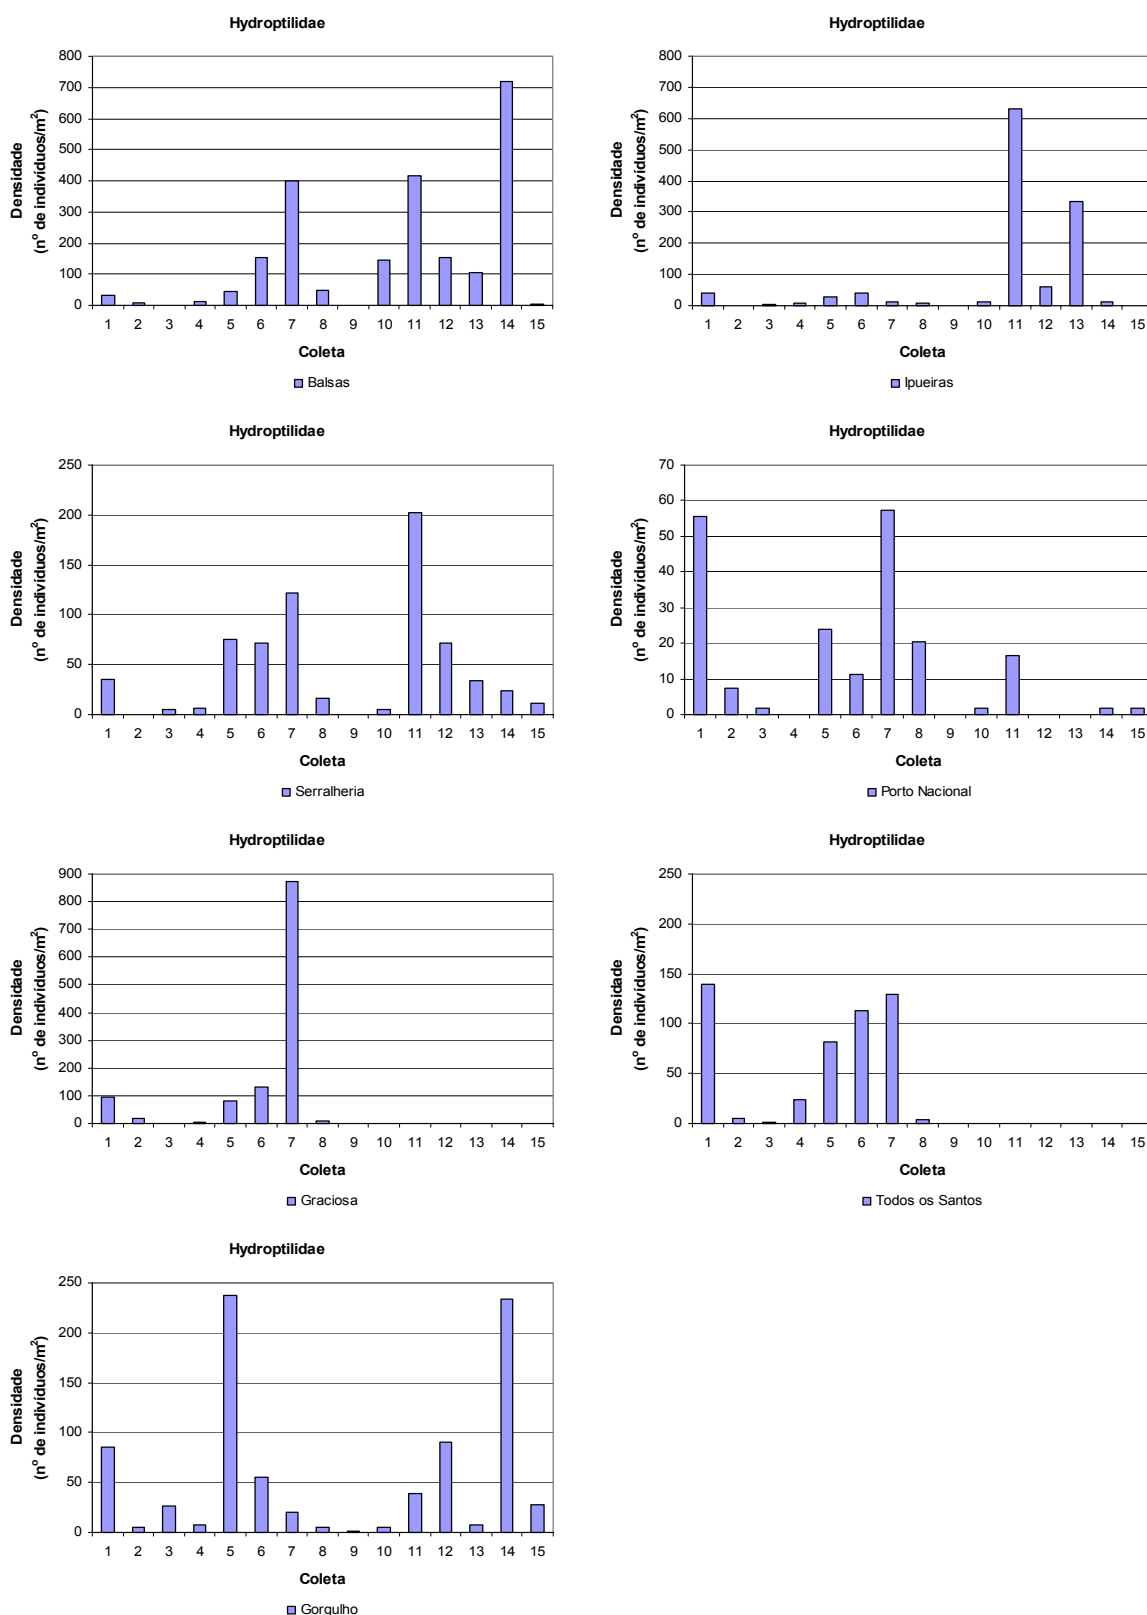 Hydroptilidae
800
700
600
500
400
300
200
100
0
Densidade
(nº de indivíduos/m²)
1 2 3 4 5 6 7 8 9 10 11 12 13 14 15
Coleta
Balsas
Hydroptilidae
800
700
600
500
400
300
200
100
0
Densidade
(nº de indivíduos/m²)
1 2 3 4 5 6 7 8 9 10 11 12 13 14 15
Coleta
Ipueiras
Hydroptilidae
250
200
150
100
50
0
Densidade
(nº de indivíduos/m²)
1 2 3 4 5 6 7 8 9 10 11 12 13 14 15
Coleta
Serralheria
Hydroptilidae
70
60
50
40
30
20
10
0
Densidade
(nº de indivíduos/m²)
1 2 3 4 5 6 7 8 9 10 11 12 13 14 15
Coleta
Porto Nacional
Hydroptilidae
900
800
700
600
500
400
300
200
100
0
Densidade
(nº de indivíduos/m²)
1 2 3 4 5 6 7 8 9 10 11 12 13 14 15
Coleta
Graciosa
Hydroptilidae
250
200
150
100
50
0
Densidade
(nº de indivíduos/m²)
1 2 3 4 5 6 7 8 9 10 11 12 13 14 15
Coleta
Todos os Santos
Hydroptilidae
250
200
150
100
50
0
Densidade
(nº de indivíduos/m²)
1 2 3 4 5 6 7 8 9 10 11 12 13 14 15
Coleta
Gorgulho